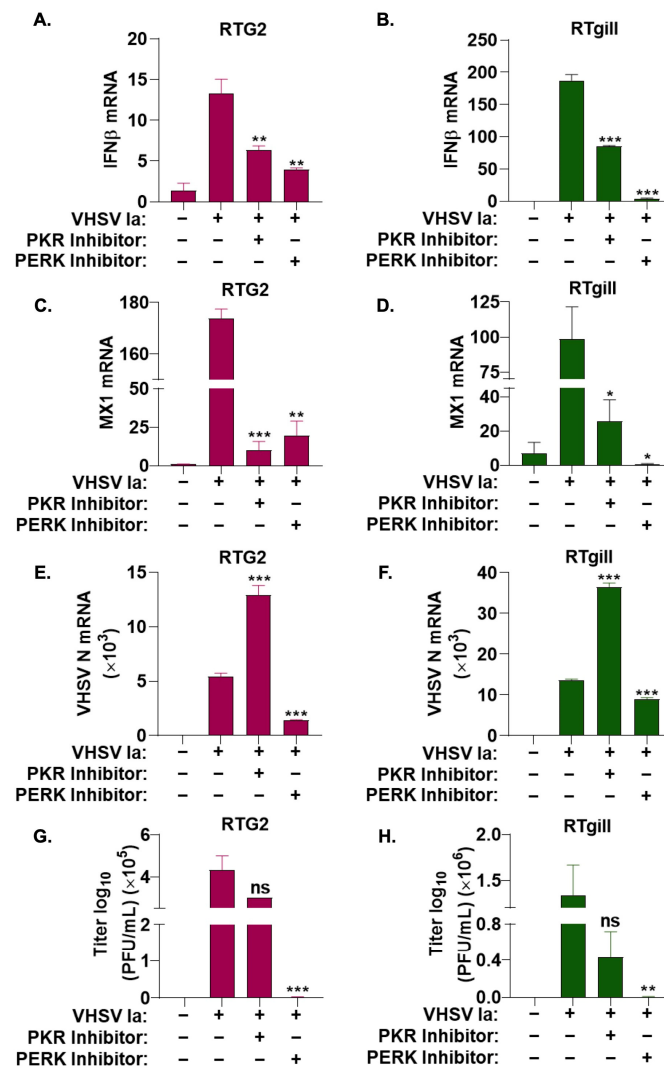 A.
RTG2
IFNβ mRNA
15
10
5
0
VHSV Ia: – + + +
PKR Inhibitor: – – + –
PERK Inhibitor: – – – +
** **
B.
RTgill
IFNβ mRNA
250
200
150
100
50
0
VHSV Ia: – + + +
PKR Inhibitor: – – + –
PERK Inhibitor: – – – +
*** ***
C.
RTG2
MX1 mRNA
180
160
50
25
0
VHSV Ia: – + + +
PKR Inhibitor: – – + –
PERK Inhibitor: – – – +
*** **
D.
RTgill
MX1 mRNA
125
100
75
40
20
0
VHSV Ia: – + + +
PKR Inhibitor: – – + –
PERK Inhibitor: – – – +
* *
E.
RTG2
VHSV N mRNA
(×10³)
15
10
5
0
VHSV Ia: – + + +
PKR Inhibitor: – – + –
PERK Inhibitor: – – – +
*** ***
F.
RTgill
VHSV N mRNA
(×10³)
40
30
20
10
0
VHSV Ia: – + + +
PKR Inhibitor: – – + –
PERK Inhibitor: – – – +
*** ***
G.
RTG2
Titer log₁₀
(PFU/mL) (×10⁵)
6
4
2
1
0
VHSV Ia: – + + +
PKR Inhibitor: – – + –
PERK Inhibitor: – – – +
ns ***
H.
RTgill
Titer log₁₀
(PFU/mL) (×10⁶)
2.0
1.5
1.0
0.8
0.4
0.0
VHSV Ia: – + + +
PKR Inhibitor: – – + –
PERK Inhibitor: – – – +
ns **